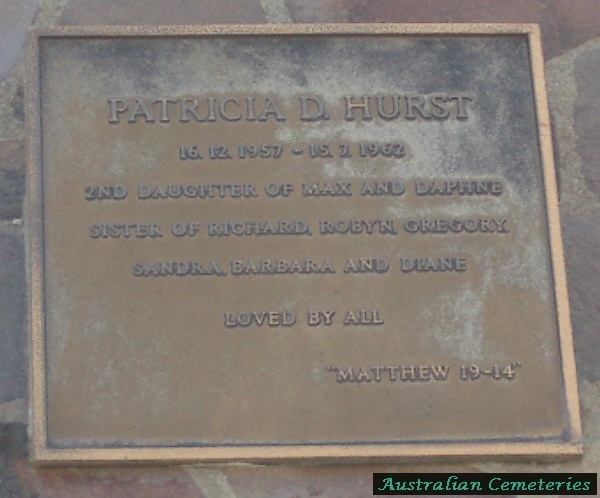 PATRICIA D. HURST
16. 12. 1957 - 15. 7. 1962
2ND DAUGHTER OF MAX AND DAPHNE
SISTER OF RICHARD, ROBYN, GREGORY,
SANDRA, BARBARA AND DIANE
LOVED BY ALL
"MATTHEW 19-14"
Australian Cemeteries